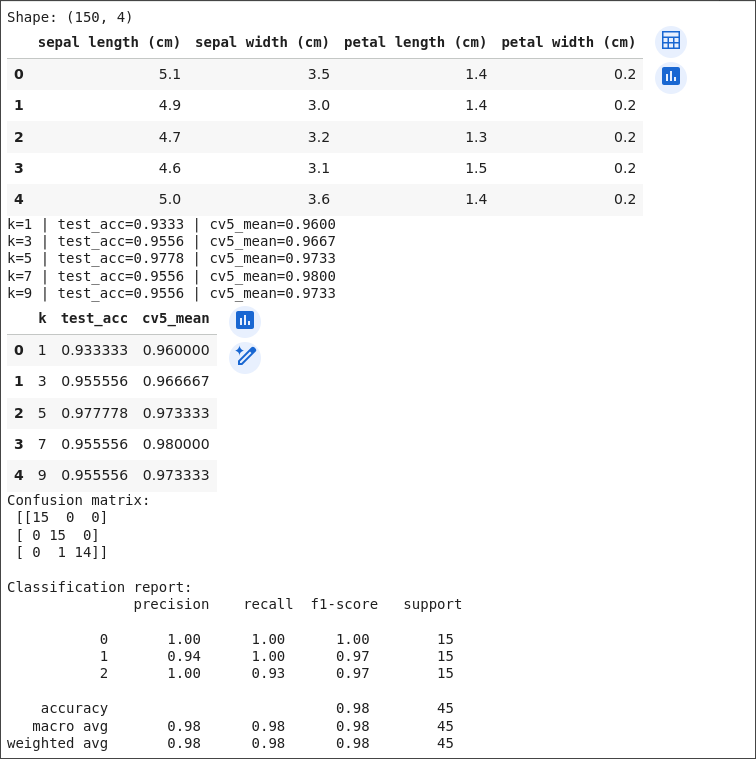 Shape: (150, 4)
sepal length (cm) sepal width (cm) petal length (cm) petal width (cm)
0 5.1 3.5 1.4 0.2
1 4.9 3.0 1.4 0.2
2 4.7 3.2 1.3 0.2
3 4.6 3.1 1.5 0.2
4 5.0 3.6 1.4 0.2
k=1 | test_acc=0.9333 | cv5_mean=0.9600
k=3 | test_acc=0.9556 | cv5_mean=0.9667
k=5 | test_acc=0.9778 | cv5_mean=0.9733
k=7 | test_acc=0.9556 | cv5_mean=0.9800
k=9 | test_acc=0.9556 | cv5_mean=0.9733
k test_acc cv5_mean
0 1 0.933333 0.960000
1 3 0.955556 0.966667
2 5 0.977778 0.973333
3 7 0.955556 0.980000
4 9 0.955556 0.973333
Confusion matrix:
[[15  0  0]
[ 0 15  0]
[ 0  1 14]]
Classification report:
precision recall f1-score support
0 1.00 1.00 1.00 15
1 0.94 1.00 0.97 15
2 1.00 0.93 0.97 15
accuracy 0.98 45
macro avg 0.98 0.98 0.98 45
weighted avg 0.98 0.98 0.98 45